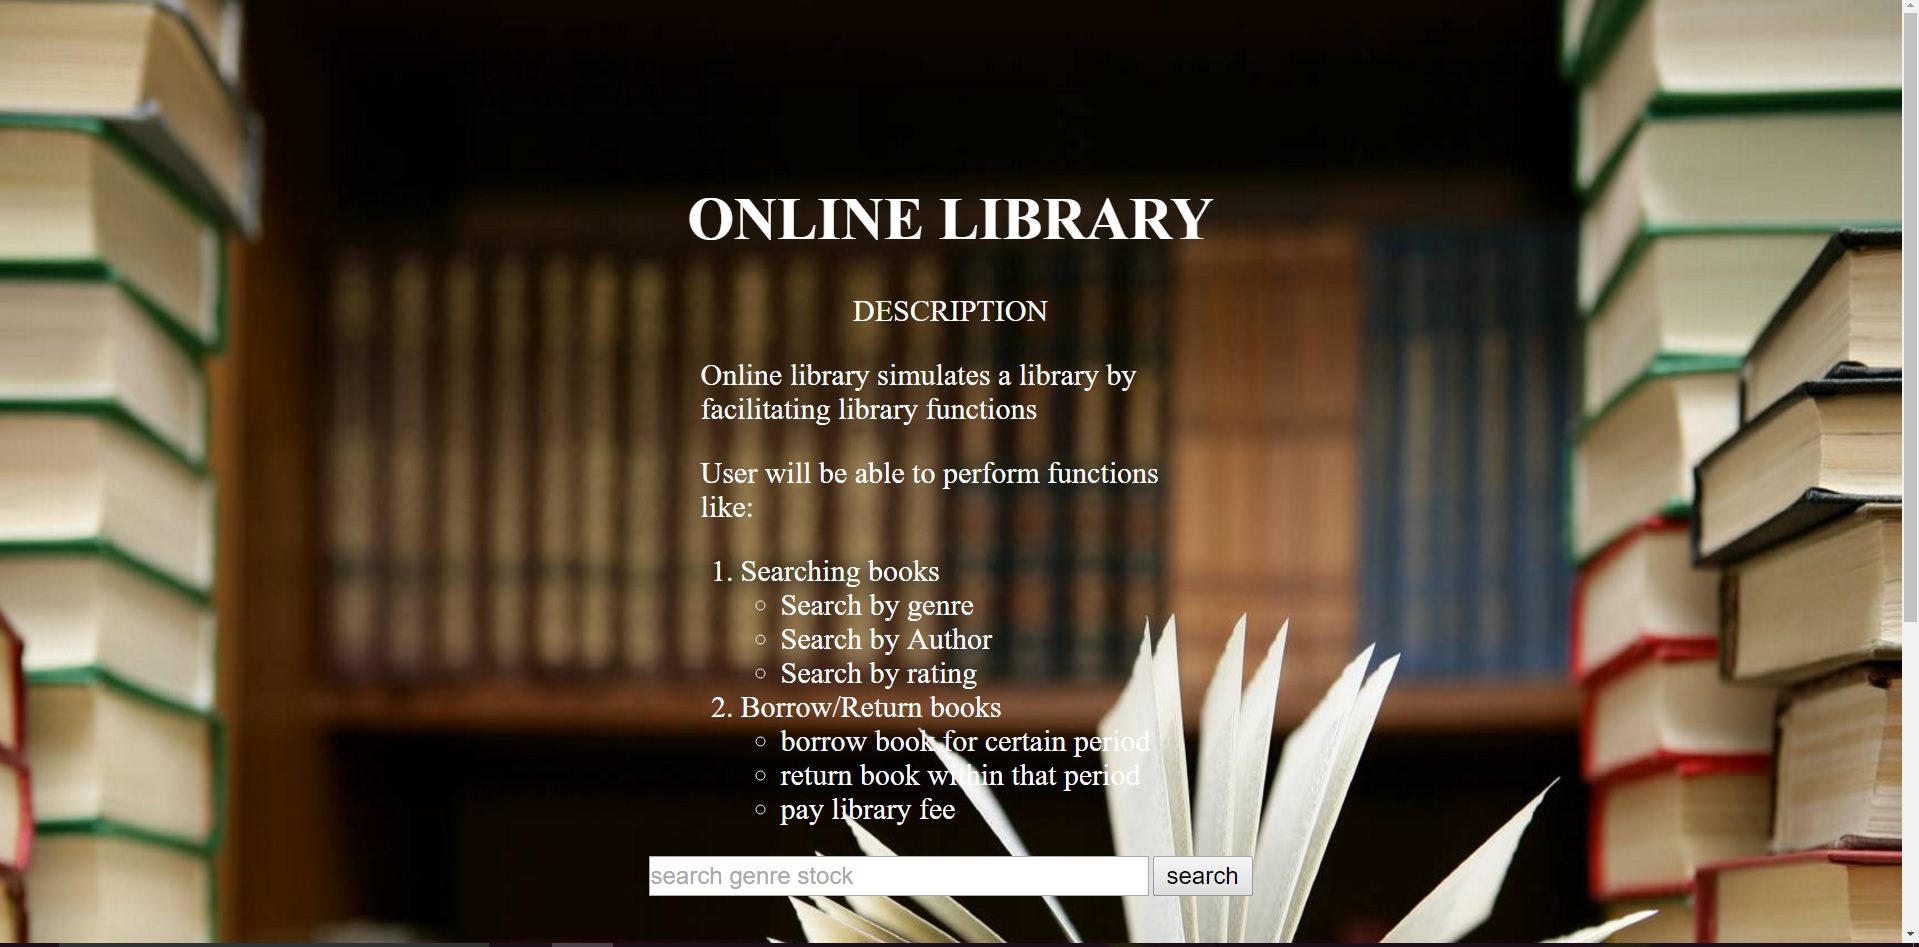 ONLINE LIBRARY
DESCRIPTION
Online library simulates a library by
facilitating library functions
User will be able to perform functions
like:
1. Searching books
○ Search by genre
○ Search by Author
○ Search by rating
2. Borrow/Return books
○ borrow book for certain period
○ return book within that period
○ pay library fee
search genre stock search